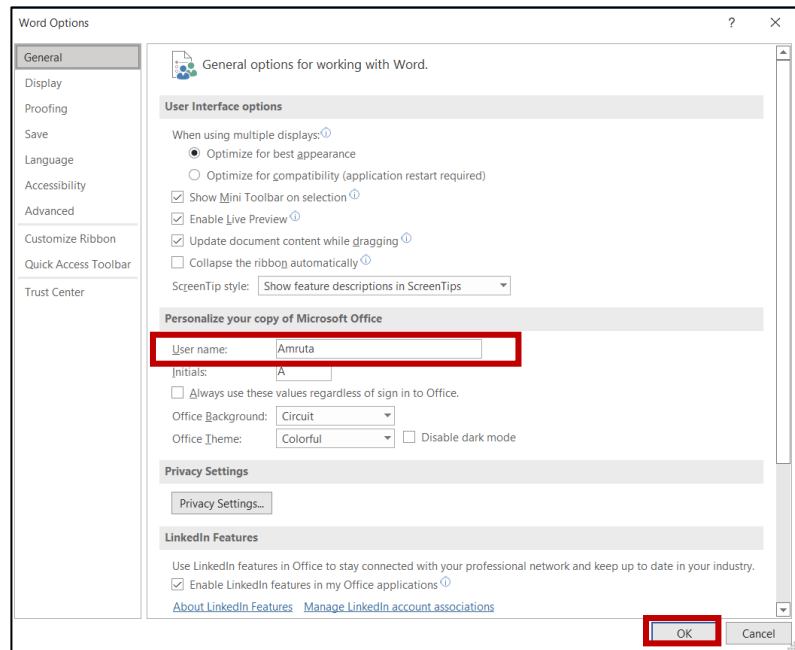 Word Options
?
General
Display
Proofing
Save
Language
Accessibility
Advanced
Customize Ribbon
Quick Access Toolbar
Trust Center
General options for working with Word.
User Interface options
When using multiple displays:
Optimize for best appearance
Optimize for compatibility (application restart required)
Show Mini Toolbar on selection
Enable Live Preview
Update document content while dragging
Collapse the ribbon automatically
ScreenTip style: Show feature descriptions in ScreenTips
Personalize your copy of Microsoft Office
User name: Amruta
Initials: A
Always use these values regardless of sign in to Office.
Office Background: Circuit
Office Theme: Colorful Disable dark mode
Privacy Settings
Privacy Settings...
LinkedIn Features
Use LinkedIn features in Office to stay connected with your professional network and keep up to date in your industry.
Enable LinkedIn features in my Office applications
About LinkedIn Features Manage LinkedIn account associations
OK Cancel